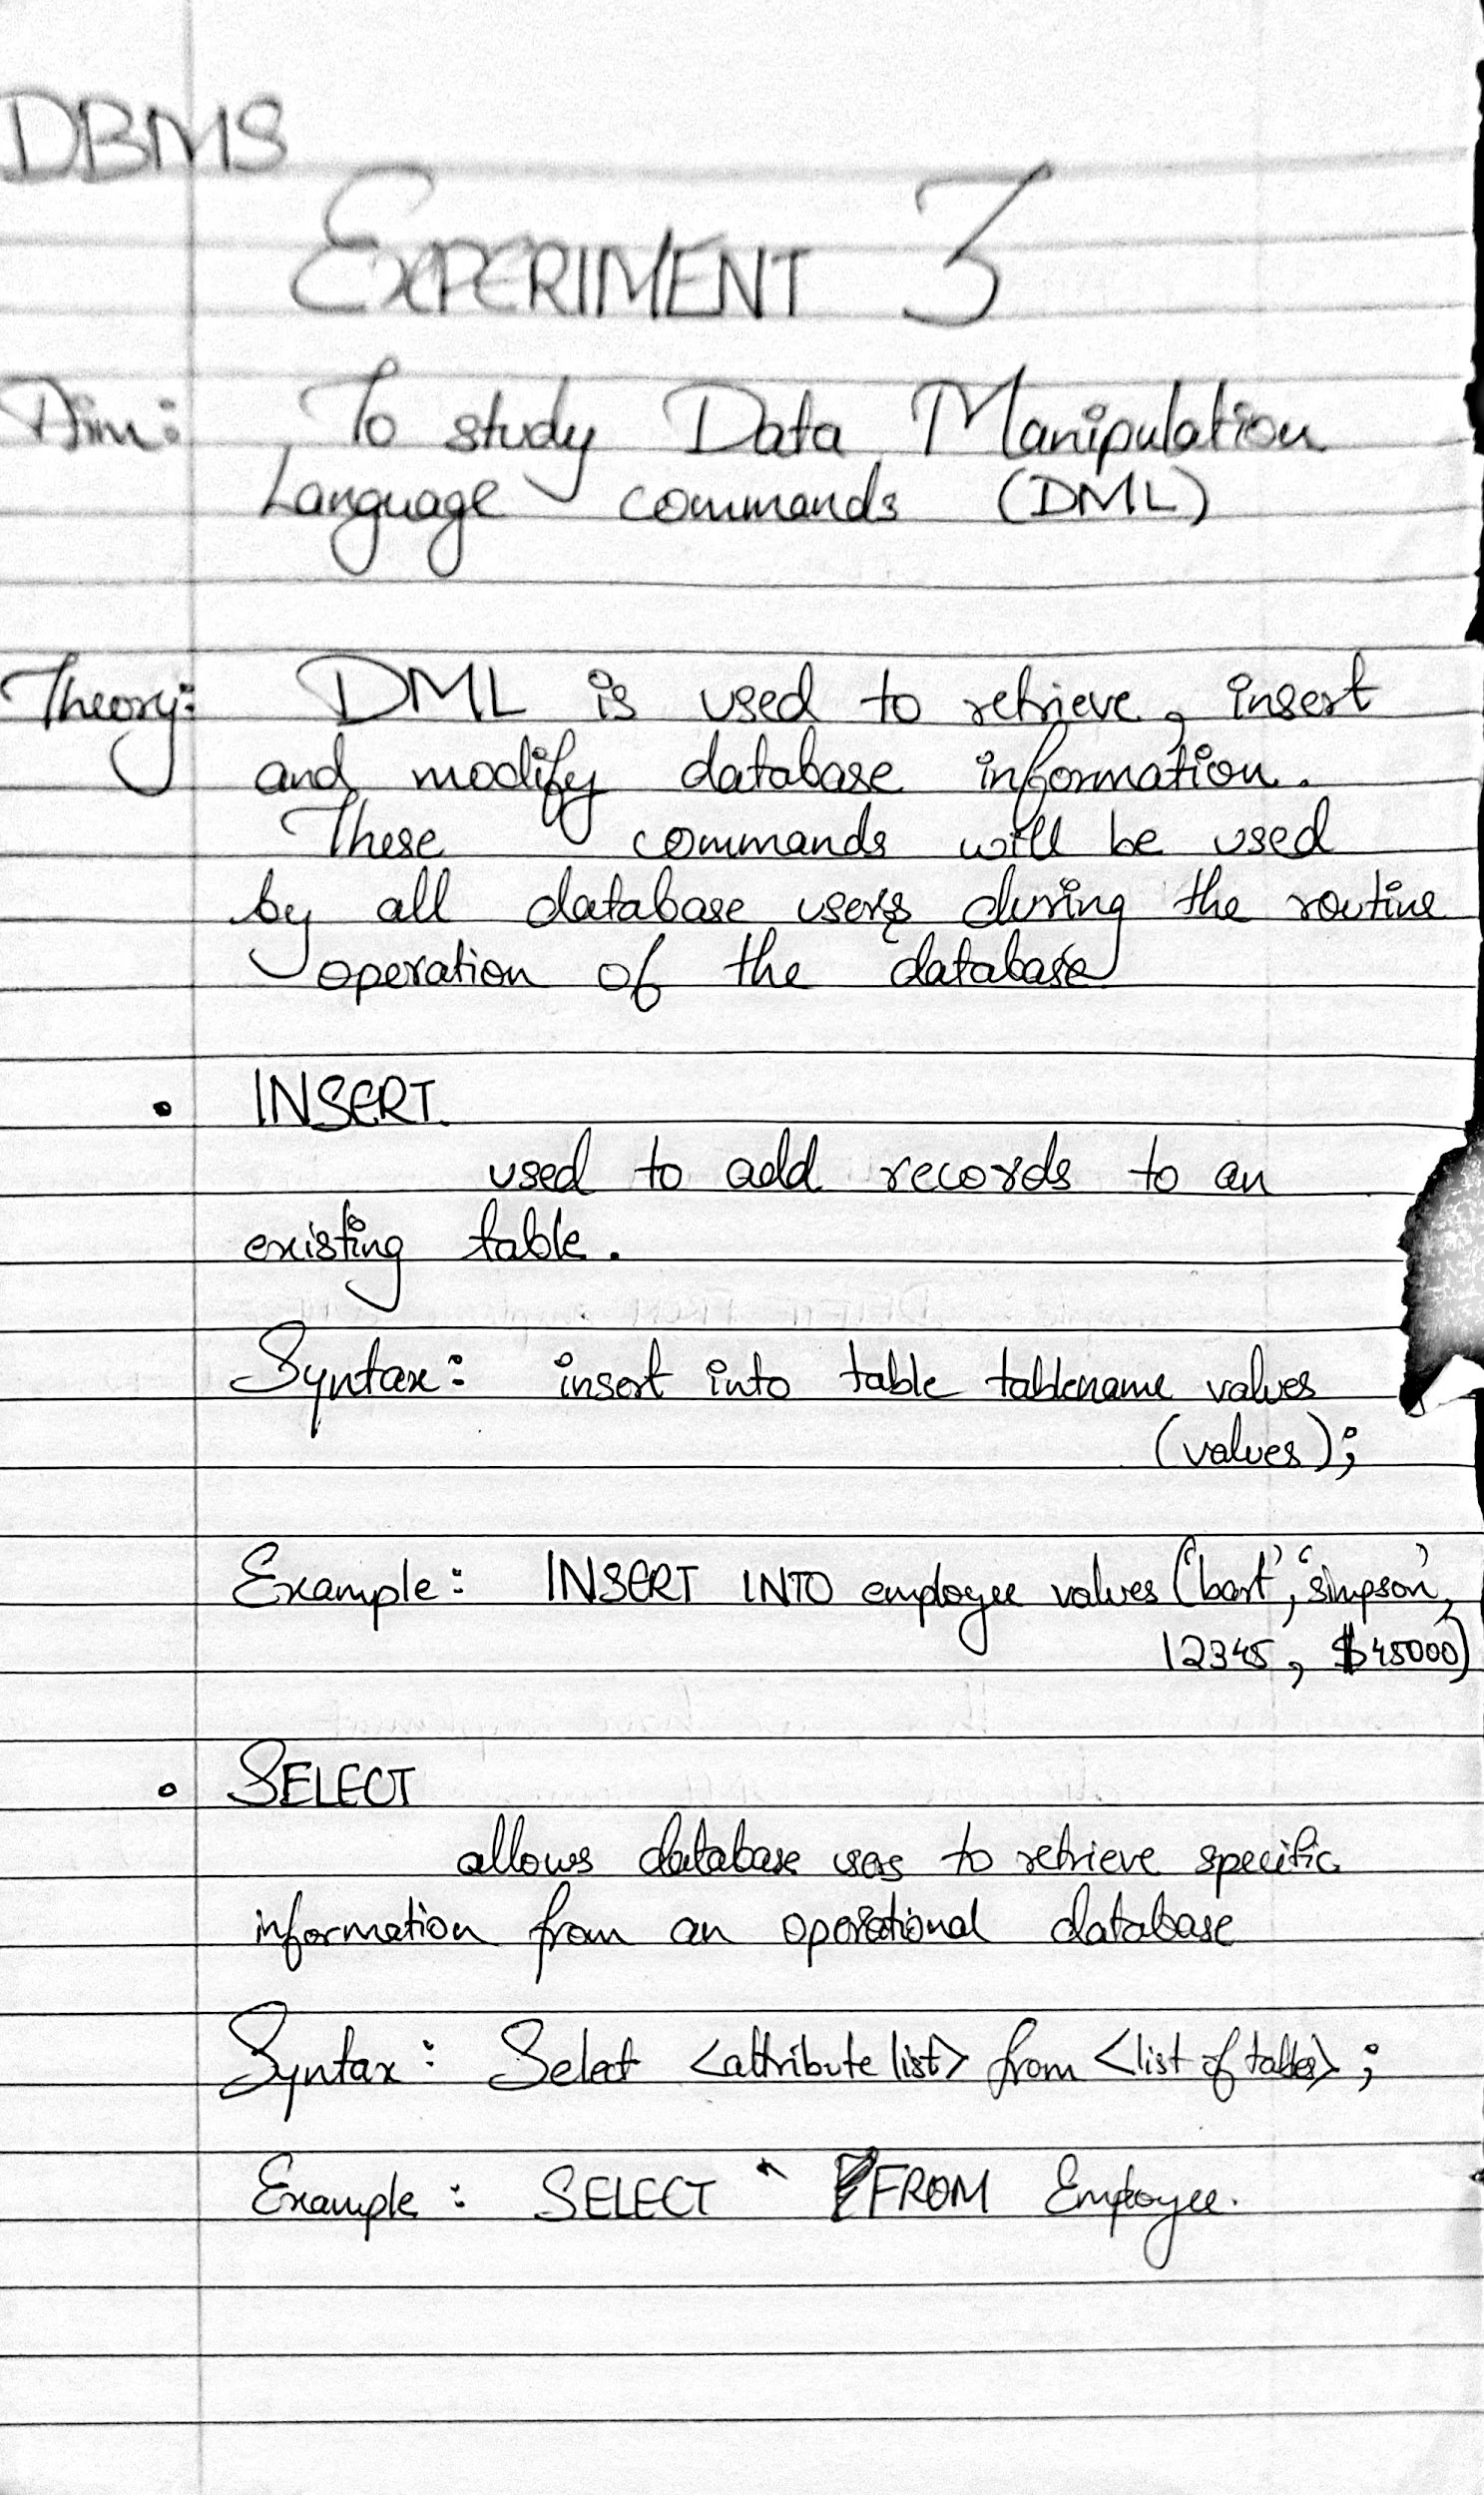 DBMS
EXPERIMENT 3
Aim: To study Data Manipulation
Language commands (DML)
Theory: DML is used to retrieve, insert
and modify database information.
These commands will be used
by all database users during the routine
operation of the database
• INSERT
used to add records to an
existing table.
Syntax: insert into table tablename values
(values);
Example: INSERT INTO employee values ('bart', 'simpson',
12345, $45000)
• SELECT
allows database users to retrieve specific
information from an operational database
Syntax: Select <attribute list> from <list of tables>;
Example: SELECT * FROM Employee.